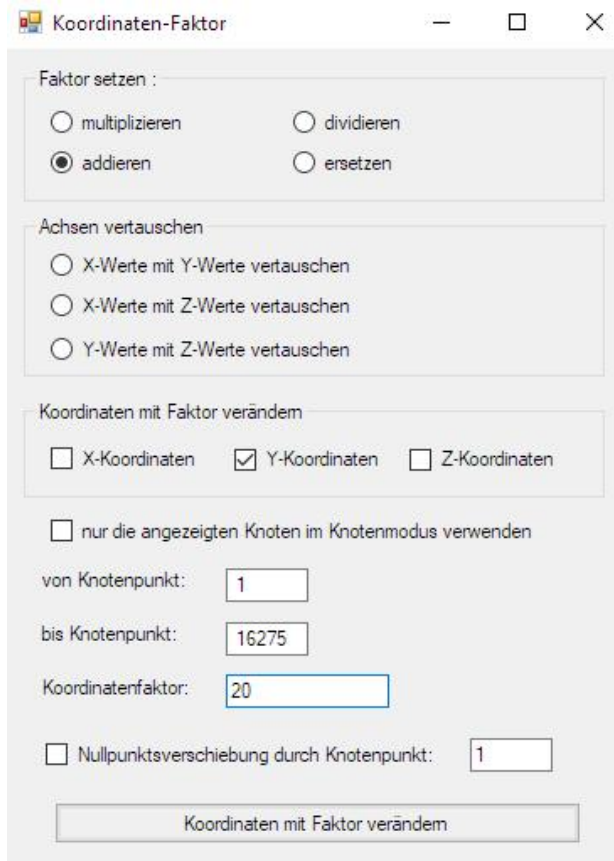 Koordinaten-Faktor
Faktor setzen :
multiplizieren dividieren
addieren ersetzen
Achsen vertauschen
X-Werte mit Y-Werte vertauschen
X-Werte mit Z-Werte vertauschen
Y-Werte mit Z-Werte vertauschen
Koordinaten mit Faktor verändern
X-Koordinaten Y-Koordinaten Z-Koordinaten
nur die angezeigten Knoten im Knotenmodus verwenden
von Knotenpunkt: 1
bis Knotenpunkt: 16275
Koordinatenfaktor: 20
Nullpunktsverschiebung durch Knotenpunkt: 1
Koordinaten mit Faktor verändern